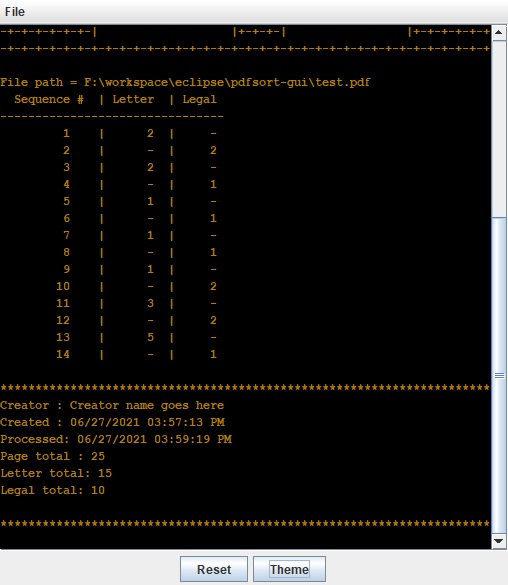 File
-+-+-+-+-+-+-|                    |+-+-+-|                  |+-+-+-+-+-+
-+-+-+-+-+-+-+-+-+-+-+-+-+-+-+-+-+-+-+-+-+-+-+-+-+-+-+-+-+-+-+-+-+-+
File path = F:\workspace\eclipse\pdfsort-gui\test.pdf
  Sequence #  | Letter  | Legal
--------------------------------
         1    |      2  |     -
         2    |      -  |     2
         3    |      2  |     -
         4    |      -  |     1
         5    |      1  |     -
         6    |      -  |     1
         7    |      1  |     -
         8    |      -  |     1
         9    |      1  |     -
        10    |      -  |     2
        11    |      3  |     -
        12    |      -  |     2
        13    |      5  |     -
        14    |      -  |     1
**********************************************************************
Creator : Creator name goes here
Created : 06/27/2021 03:57:13 PM
Processed: 06/27/2021 03:59:19 PM
Page total : 25
Letter total: 15
Legal total: 10
**********************************************************************
Reset Theme